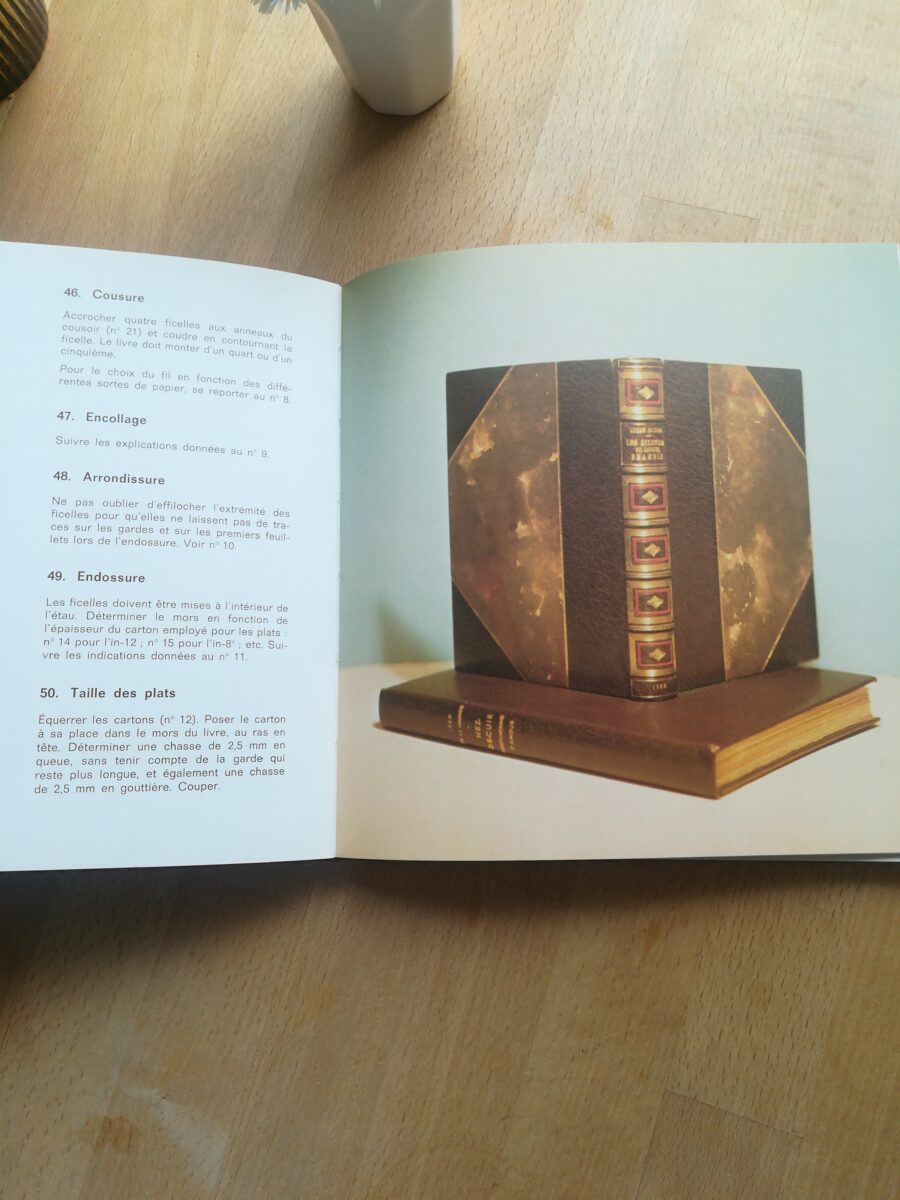 46. Cousure
Accrocher quatre ficelles aux anneaux du
cousoir (n° 21) et coudre en contournant la
ficelle. Le livre doit monter d'un quart ou d'un
cinquième.
Pour le choix du fil en fonction des diffé-
rentes sortes de papier, se reporter au n° 8.
47. Encollage
Suivre les explications données au n° 9.
48. Arrondissure
Ne pas oublier d'effilocher l'extrémité des
ficelles pour qu'elles ne laissent pas de tra-
ces sur les gardes et sur les premiers feuil-
lets lors de l'endossure. Voir n° 10.
49. Endossure
Les ficelles doivent être mises à l'intérieur de
l'étau. Déterminer le mors en fonction de
l'épaisseur du carton employé pour les plats :
n° 14 pour l'in-12 ; n° 15 pour l'in-8° ; etc. Sui-
vre les indications données au n° 11.
50. Taille des plats
Équerrer les cartons (n° 12). Poser le carton
à sa place dans le mors du livre, au ras en
tête. Déterminer une chasse de 2,5 mm en
queue, sans tenir compte de la garde qui
reste plus longue, et également une chasse
de 2,5 mm en gouttière. Couper.
LES
D'AMOUR